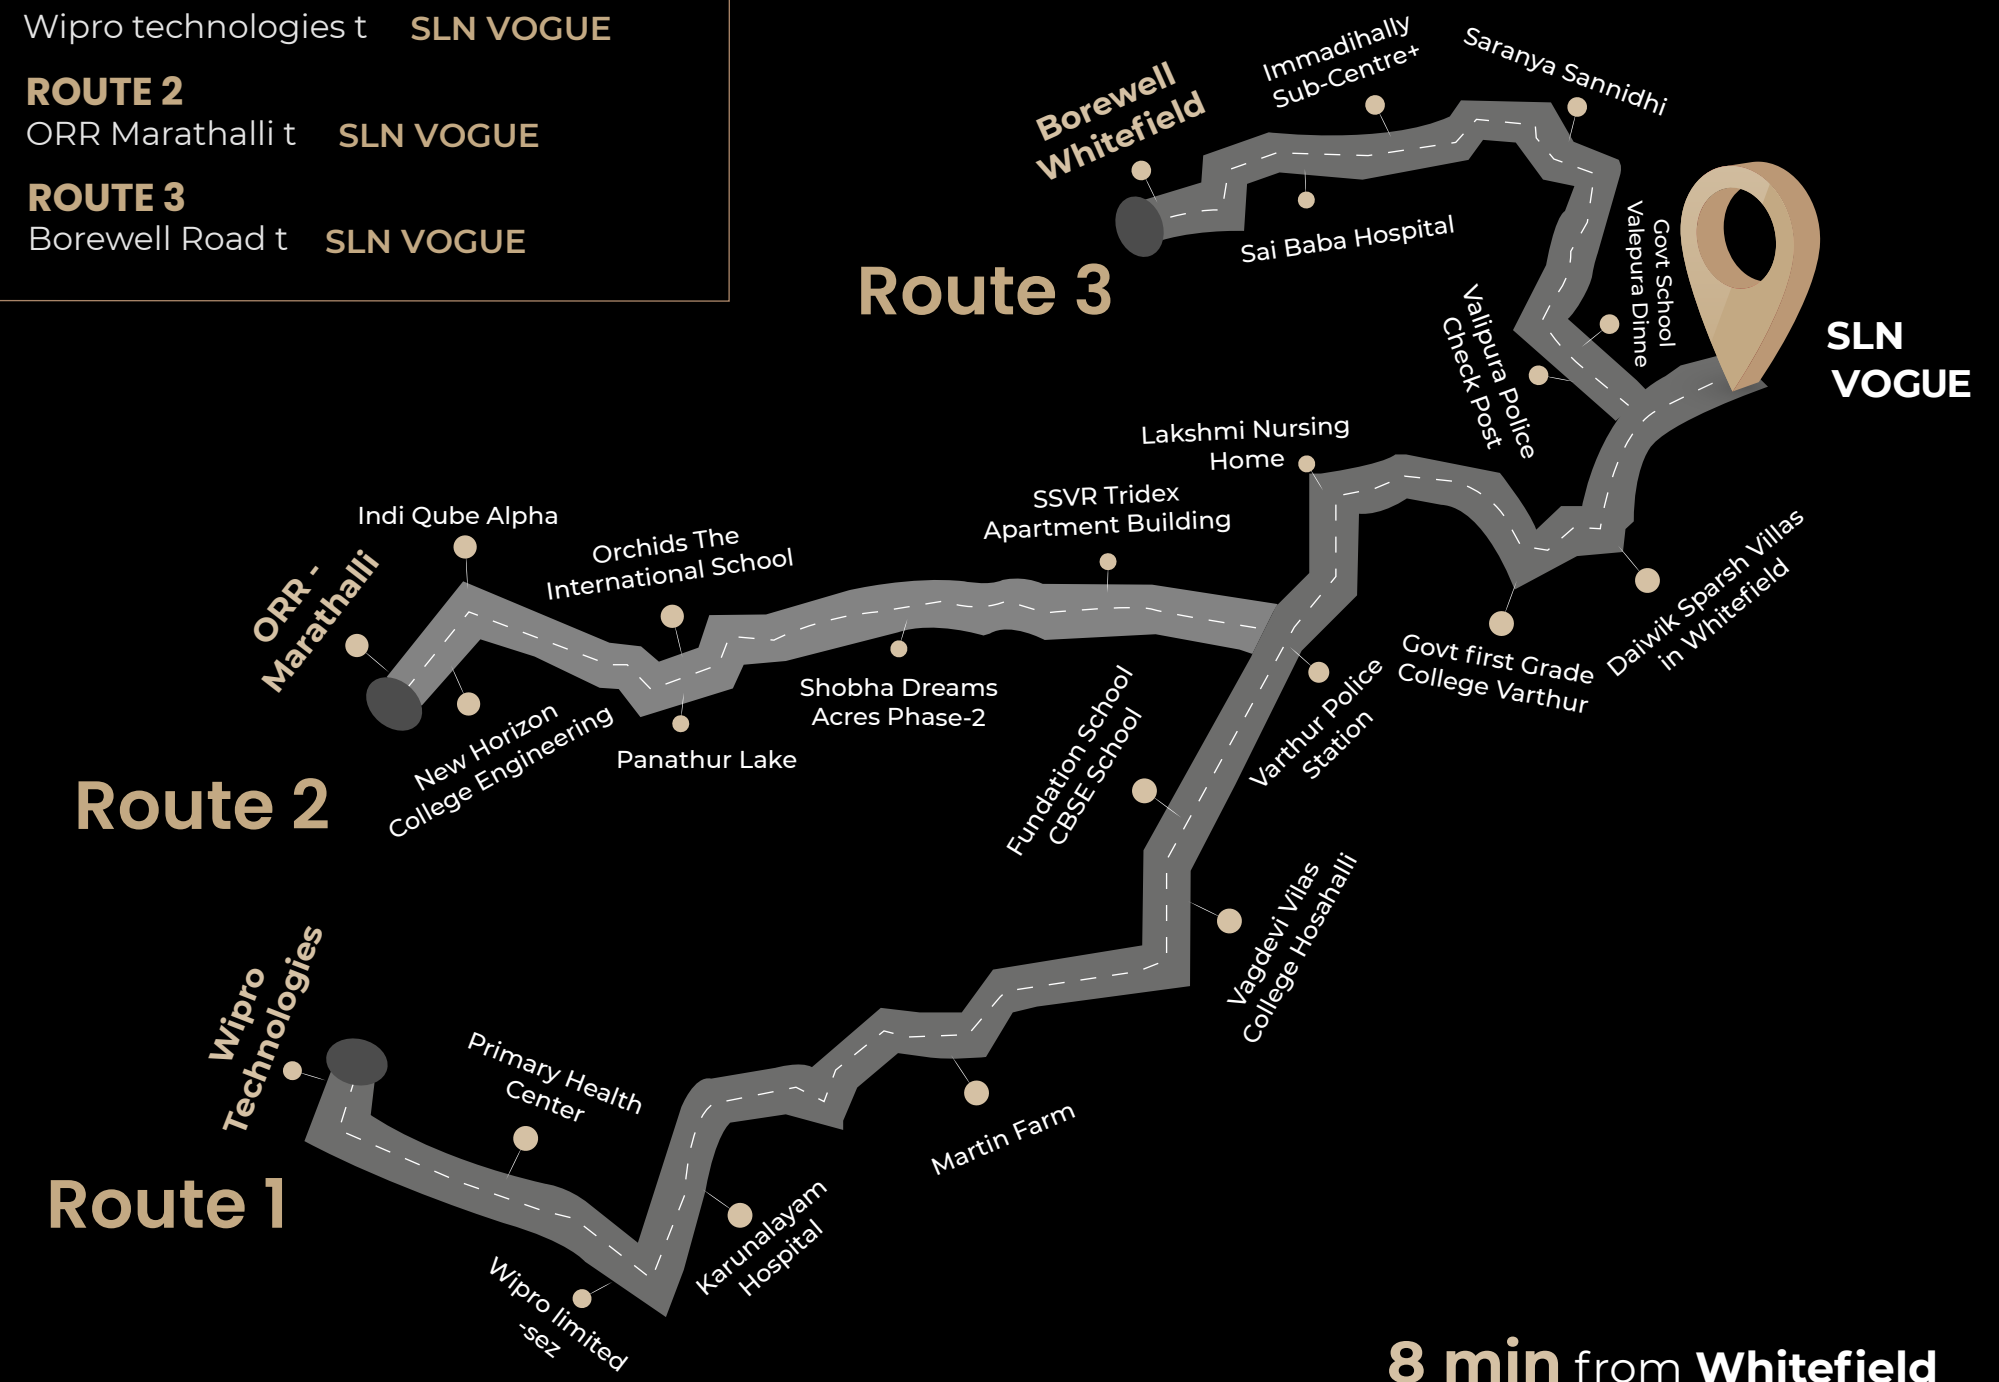 Wipro technologies t SLN VOGUE
ROUTE 2
ORR Marathalli t SLN VOGUE
ROUTE 3
Borewell Road t SLN VOGUE
Borewell
Whitefield
Immadihally
Sub-Centre+
Saranya Sannidhi
Sai Baba Hospital
Route 3
Govt School
Valepura Dinne
Valipura Police
Check Post
SLN
VOGUE
Lakshmi Nursing
Home
SSVR Tridex
Apartment Building
Indi Qube Alpha
Orchids The
International School
ORR -
Marathalli
Shobha Dreams
Acres Phase-2
New Horizon
College Engineering
Panathur Lake
Route 2
Daiwik Sparsh Villas
in Whitefield
Govt first Grade
College Varthur
Varthur Police
Station
Fundation School
CBSE School
Vagdevi Vilas
College Hosahalli
Wipro
Technologies
Primary Health
Center
Martin Farm
Route 1
Karunalayam
Hospital
Wipro limited
-sez
8 min from Whitefield